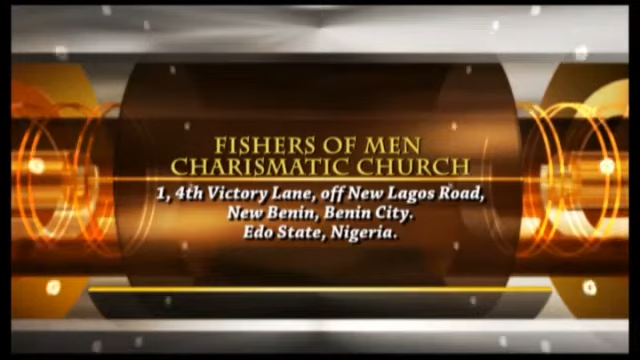 FISHERS OF MEN
CHARISMATIC CHURCH
1, 4th Victory Lane, off New Lagos Road,
New Benin, Benin City.
Edo State, Nigeria.